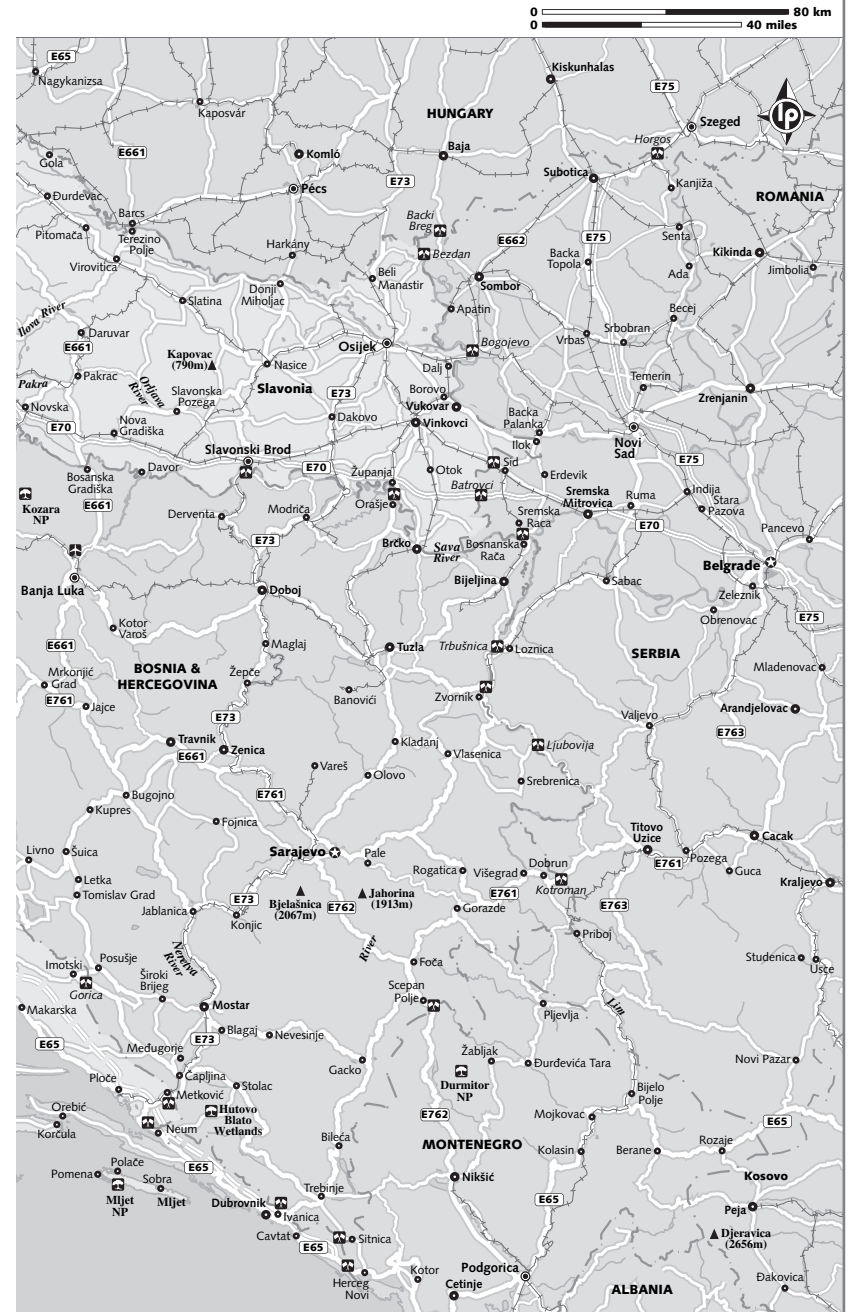 0 80 km
0 40 miles
E65
Nagykanizsa
Kaposvár
Kiskunhalas
HUNGARY
E75
lp
Szeged
Horgos
E661
Gola
Komló
Baja
Pécs
E73
Subotica
Kanjiža
ROMANIA
Đurđevac
Barcs
Pitomača
Terezino
Polje
Virovitica
Harkány
Backi
Breg
Bezdan
E662
E75
Senta
Backa
Topola
Ada
Kikinda
Jimbolia
Beli
Manastir
Sombor
Donji
Miholjac
Slatina
Apatin
Becej
Ilova River
Daruvar
E661
Osijek
Bogojevo
Vrbas
Srbobran
Kapovac
(790m)
Nasice
Dalj
Pakra
Pakrac
Orljava
River
Slavonia
Temerin
Zrenjanin
Novska
Slavonska
Pozega
E73
Borovo
Vukovar
Dakovo
Vinkovci
Backa
Palanka
Ilok
Novi
Sad
E70
Nova
Gradiška
Slavonski Brod
E75
Bosanska
Gradiška
Davor
E70
Županja
Otok
Sid
Erdevik
Batrovci
Inđija
Kozara
NP
E661
Derventa
Modriča
Orašje
Sremska
Mitrovica
Ruma
Stara
Pazova
Sremska
Raca
E70
E73
Brčko
Sava
River
Bosnanska
Rača
Pancevo
Banja Luka
Doboj
Bijeljina
Sabac
Belgrade
Zeleznik
Obrenovac
E75
Kotor
Varoš
E661
Maglaj
Tuzla
Trbušnica
Loznica
SERBIA
BOSNIA &
HERCEGOVINA
Mladenovac
Mrkonjić
Grad
Žepče
Banovići
Zvornik
E761
Jajce
E73
Valjevo
Arandjelovac
E763
Travnik
Zenica
E661
Kladanj
Vlasenica
Ljubovija
Vareš
Olovo
Srebrenica
E761
Bugojno
Kupres
Fojnica
Livno
Šuica
Sarajevo
Pale
Titovo
Uzice
E761
Pozega
Cacak
Guca
Rogatica
Višegrad
Dobrun
Kotroman
Kraljevo
Letka
Tomislav Grad
Bjelašnica
(2067m)
Jahorina
(1913m)
E761
E73
E762
E763
Gorazde
Jablanica
Konjic
Priboj
Neretva
River
River
Studenica
Usce
Imotski
Posušje
Foča
Gorica
Široki
Brijeg
Scepan
Polje
Lim
Makarska
Mostar
Pljevlja
E65
Blagaj
Nevesinje
E73
Međugorje
Gacko
Žabljak
Đurđevića Tara
Novi Pazar
Ploče
Čapljina
Stolac
Durmitor
NP
Metković
Bijelo
Polje
Orebić
Korčula
Hutovo
Blato
Wetlands
E762
Mojkovac
E65
Neum
Bileća
MONTENEGRO
Kolasin
Berane
Rozaje
Polače
Pomena
Sobra
E65
Kosovo
Mljet
NP
Mljet
Trebinje
Nikšić
E65
Dubrovnik
Ivanica
Peja
Cavtat
E65
Sitnica
Djeravica
(2656m)
Herceg
Novi
Kotor
Podgorica
Cetinje
ALBANIA
Đakovica